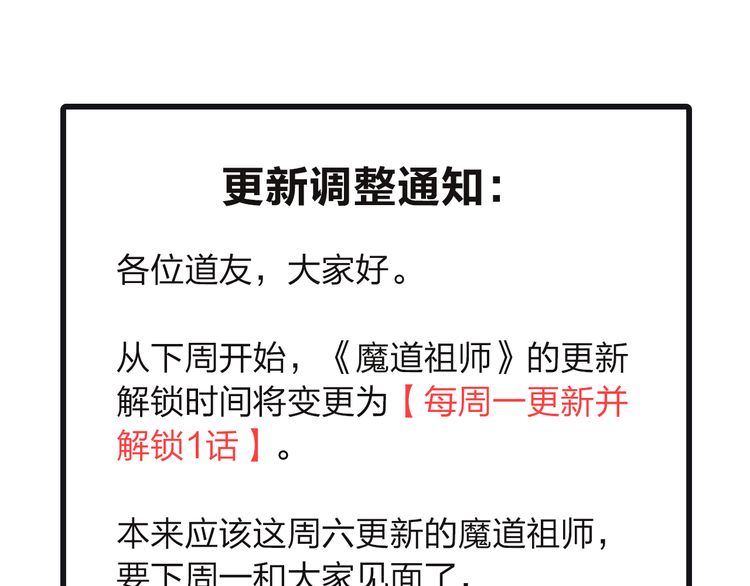 更新调整通知：
各位道友，大家好。
从下周开始，《魔道祖师》的更新
解锁时间将变更为【每周一更新并
解锁1话】。
本来应该这周六更新的魔道祖师，
要下周一和大家见面了，